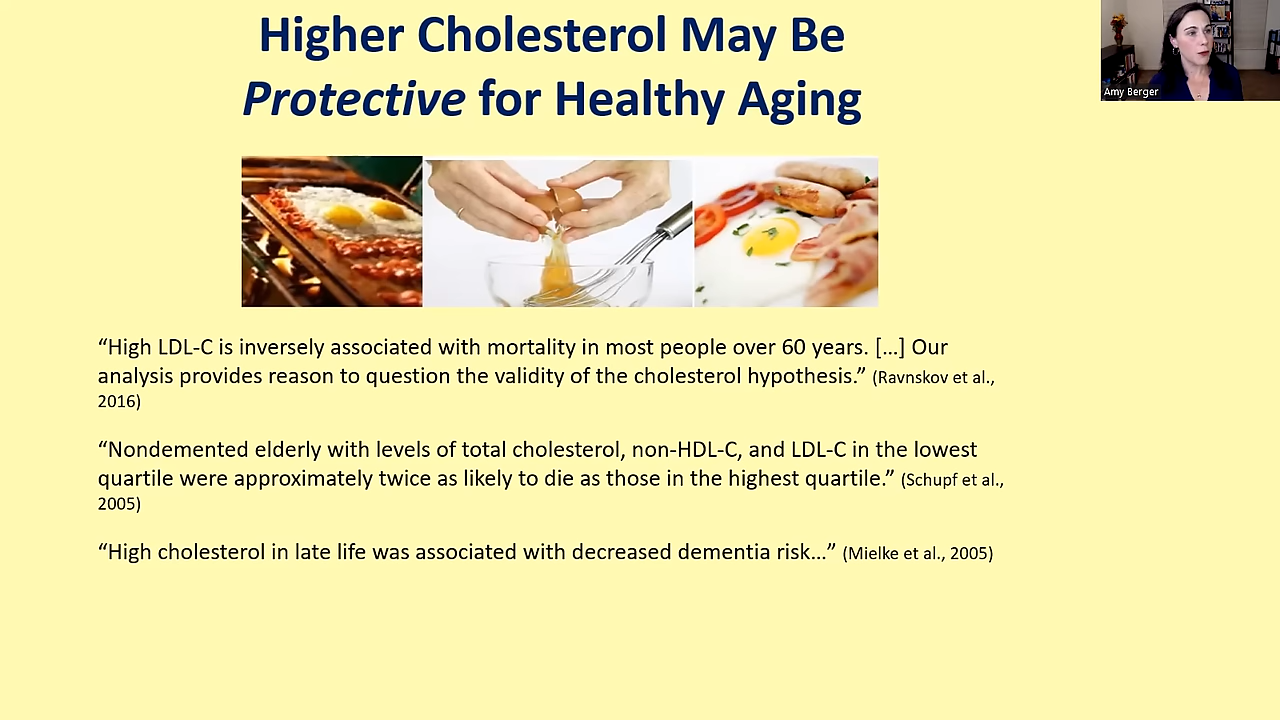 Higher Cholesterol May Be
Protective for Healthy Aging
Amy Berger
“High LDL-C is inversely associated with mortality in most people over 60 years. […] Our
analysis provides reason to question the validity of the cholesterol hypothesis.” (Ravnskov et al.,
2016)
“Nondemented elderly with levels of total cholesterol, non-HDL-C, and LDL-C in the lowest
quartile were approximately twice as likely to die as those in the highest quartile.” (Schupf et al.,
2005)
“High cholesterol in late life was associated with decreased dementia risk…” (Mielke et al., 2005)